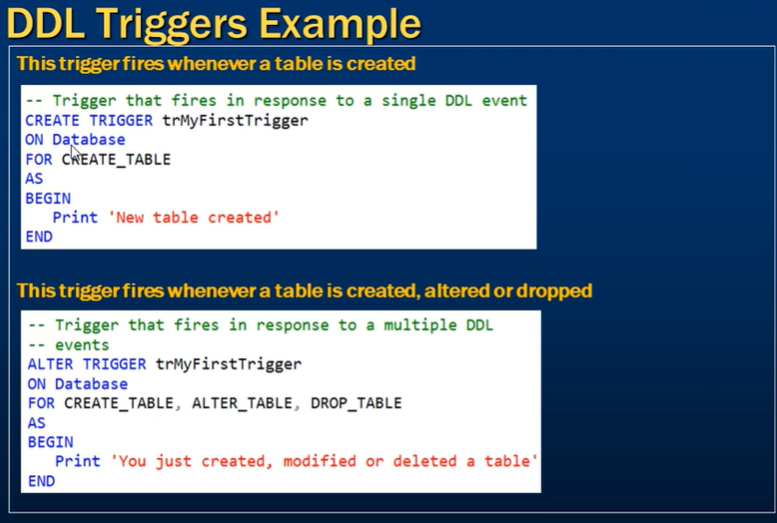 DDL Triggers Example
This trigger fires whenever a table is created
-- Trigger that fires in response to a single DDL event
CREATE TRIGGER trMyFirstTrigger
ON Database
FOR CREATE_TABLE
AS
BEGIN
Print 'New table created'
END
This trigger fires whenever a table is created, altered or dropped
-- Trigger that fires in response to a multiple DDL
-- events
ALTER TRIGGER trMyFirstTrigger
ON Database
FOR CREATE_TABLE, ALTER_TABLE, DROP_TABLE
AS
BEGIN
Print 'You just created, modified or deleted a table'
END